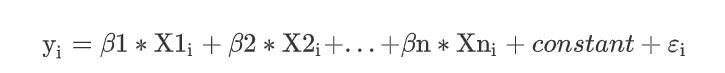 yᵢ = β1 * X1ᵢ + β2 * X2ᵢ+...+βn * Xnᵢ + constant + εᵢ